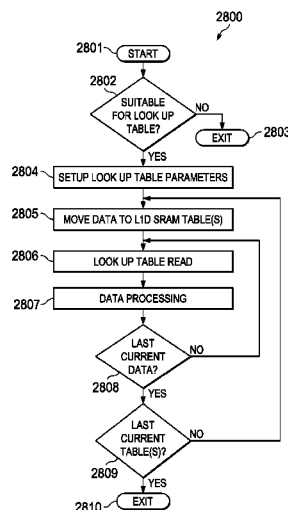 2800
2801
START
2802
SUITABLE
FOR LOOK UP
TABLE?
NO
EXIT
2803
YES
2804
SETUP LOOK UP TABLE PARAMETERS
2805
MOVE DATA TO L1D SRAM TABLE(S)
2806
LOOK UP TABLE READ
2807
DATA PROCESSING
LAST
CURRENT
DATA?
NO
2808
YES
LAST
CURRENT
TABLE(S)?
NO
2809
YES
2810
EXIT